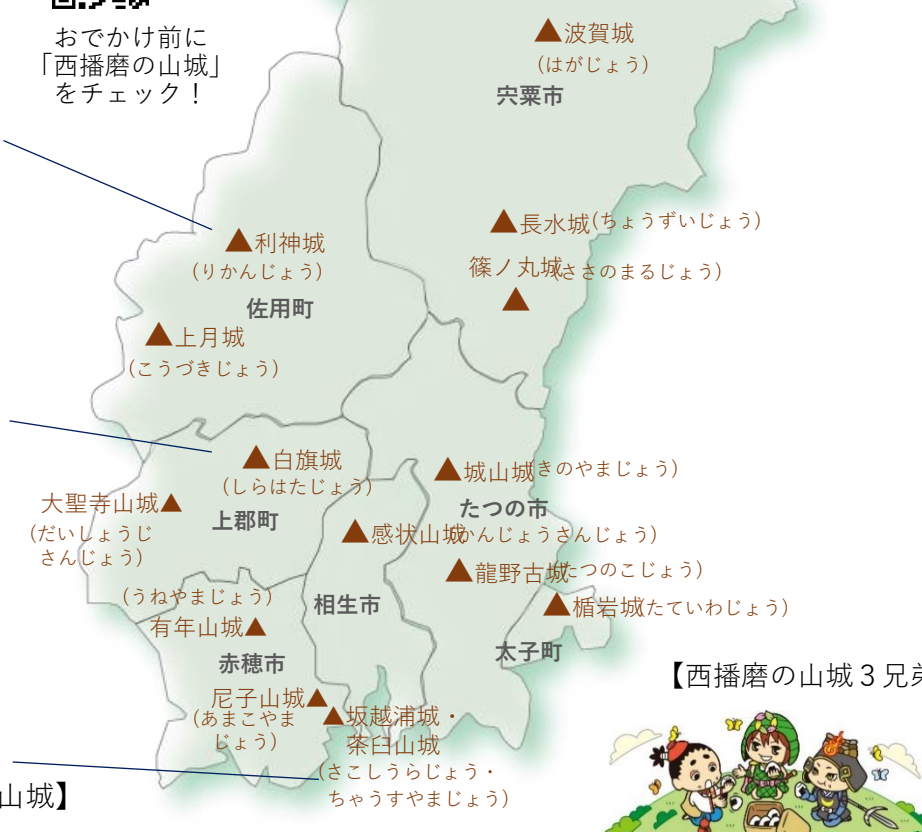 おでかけ前に
「西播磨の山城」
をチェック！
波賀城
(はがじょう)
宍粟市
長水城(ちょうずいじょう)
篠ノ丸城(ささのまるじょう)
利神城
(りかんじょう)
佐用町
上月城
(こうづきじょう)
白旗城
(しらはたじょう)
大聖寺山城
(だいしょうじ
さんじょう)
上郡町
城山城(きのやまじょう)
たつの市
感状山城(かんじょうさんじょう)
龍野古城(たつのこじょう)
楯岩城(たていわじょう)
太子町
相生市
(うねやまじょう)
有年山城
赤穂市
尼子山城
(あまこやま
じょう)
坂越浦城・
茶臼山城
(さこしうらじょう・
ちゃうすやまじょう)
【西播磨の山城３兄弟
山城】